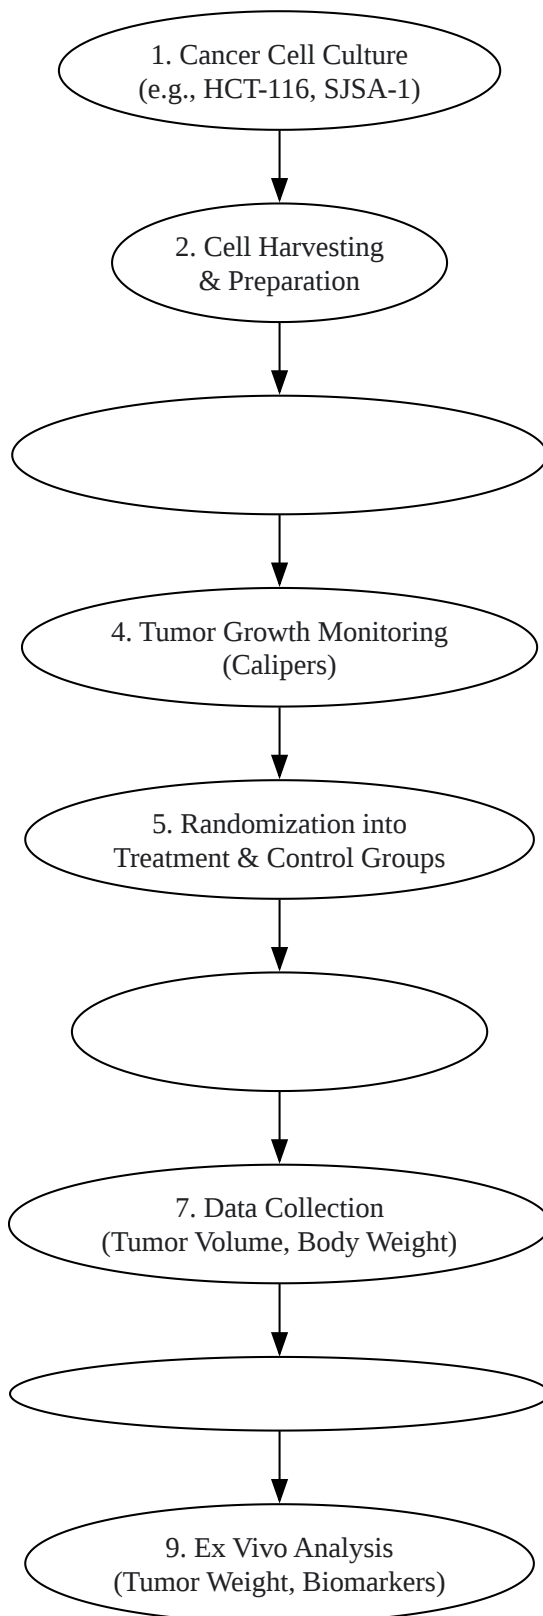 1. Cancer Cell Culture
(e.g., HCT-116, SJSA-1)
2. Cell Harvesting
& Preparation
4. Tumor Growth Monitoring
(Calipers)
5. Randomization into
Treatment & Control Groups
7. Data Collection
(Tumor Volume, Body Weight)
9. Ex Vivo Analysis
(Tumor Weight, Biomarkers)